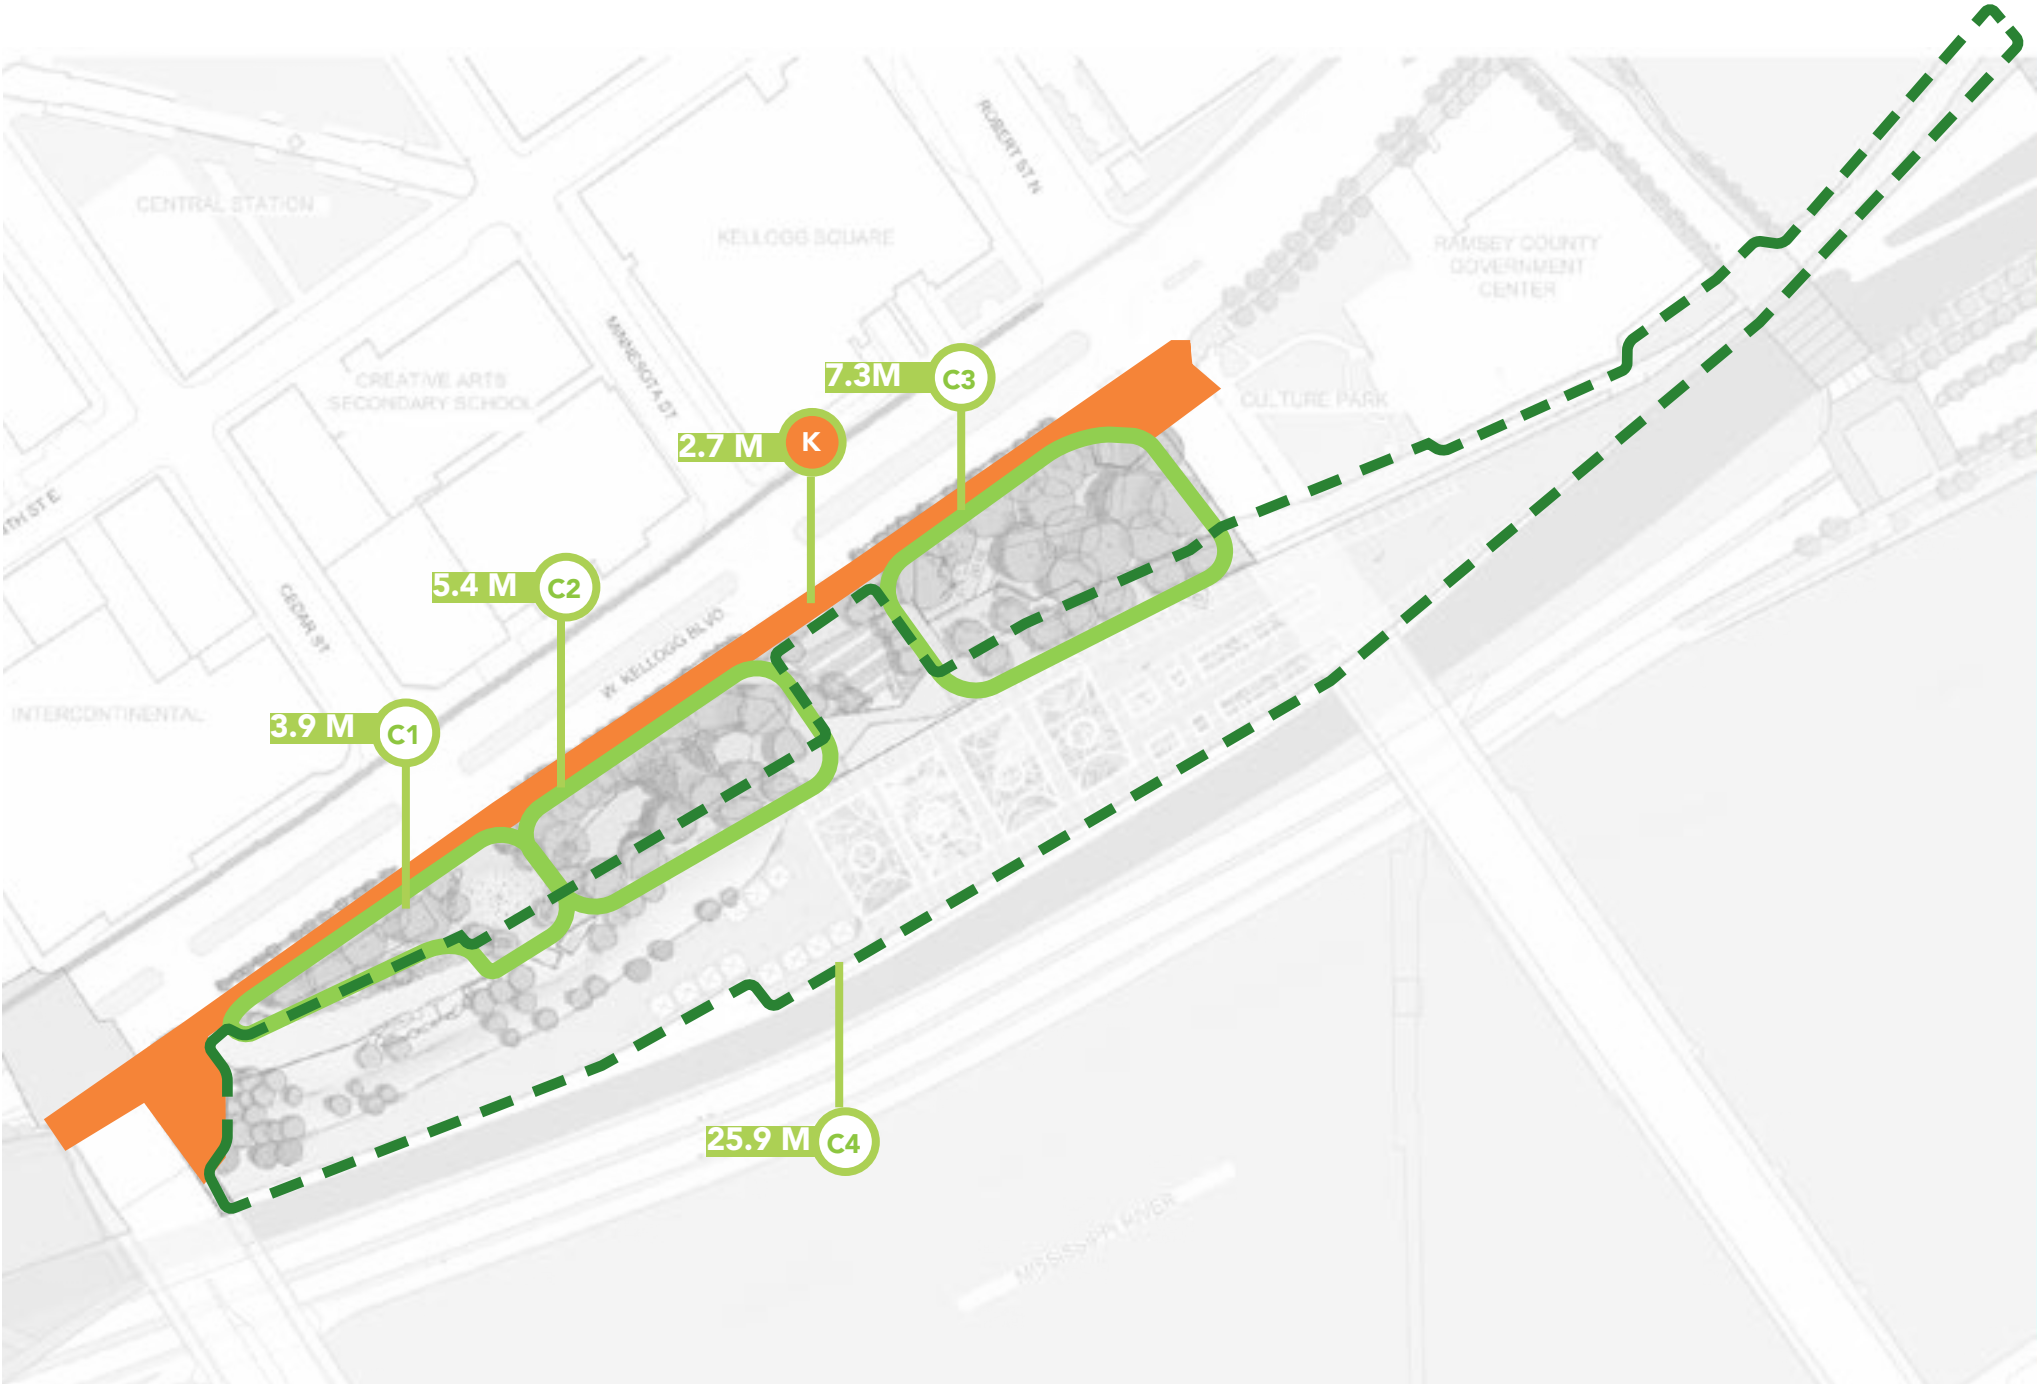 ROBERT ST N
CENTRAL STATION
KELLOGG SQUARE
RAMSEY COUNTY
GOVERNMENT
CENTER
MINNESOTA ST
CREATIVE ARTS
SECONDARY SCHOOL
7.3M C3
CULTURE PARK
2.7 M K
TH ST E
5.4 M C2
CEDAR ST
W. KELLOGG BLVD
INTERCONTINENTAL
3.9 M C1
25.9 M C4
MISSISSIPPI RIVER